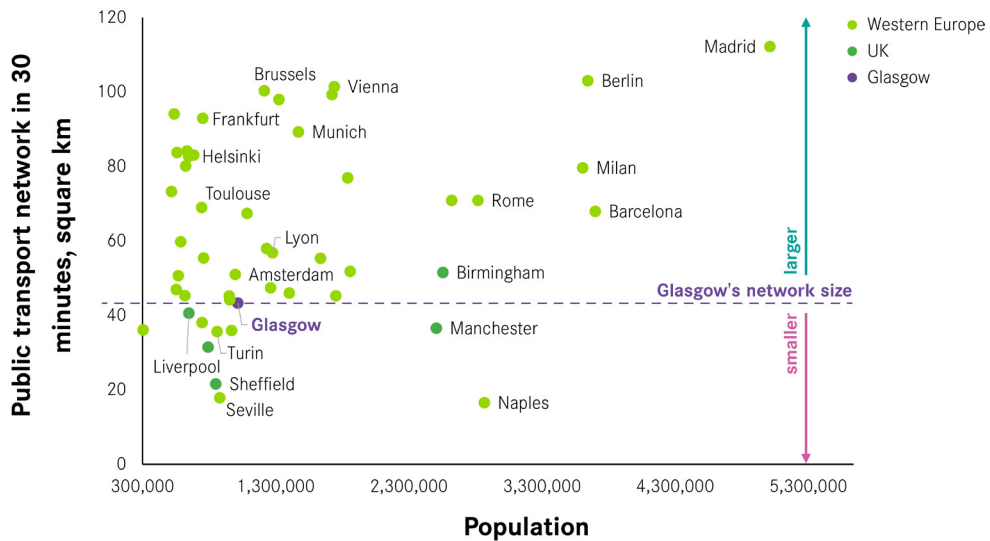 Public transport network in 30
minutes, square km
120
100
80
60
40
20
0
Madrid
Brussels
Vienna
Berlin
Frankfurt
Munich
Helsinki
Milan
Toulouse
Rome
Barcelona
Lyon
Amsterdam
Birmingham
Glasgow's network size
Glasgow
Manchester
Turin
Liverpool
Sheffield
Seville
Naples
larger
smaller
Western Europe
UK
Glasgow
300,000
1,300,000
2,300,000
3,300,000
4,300,000
5,300,000
Population